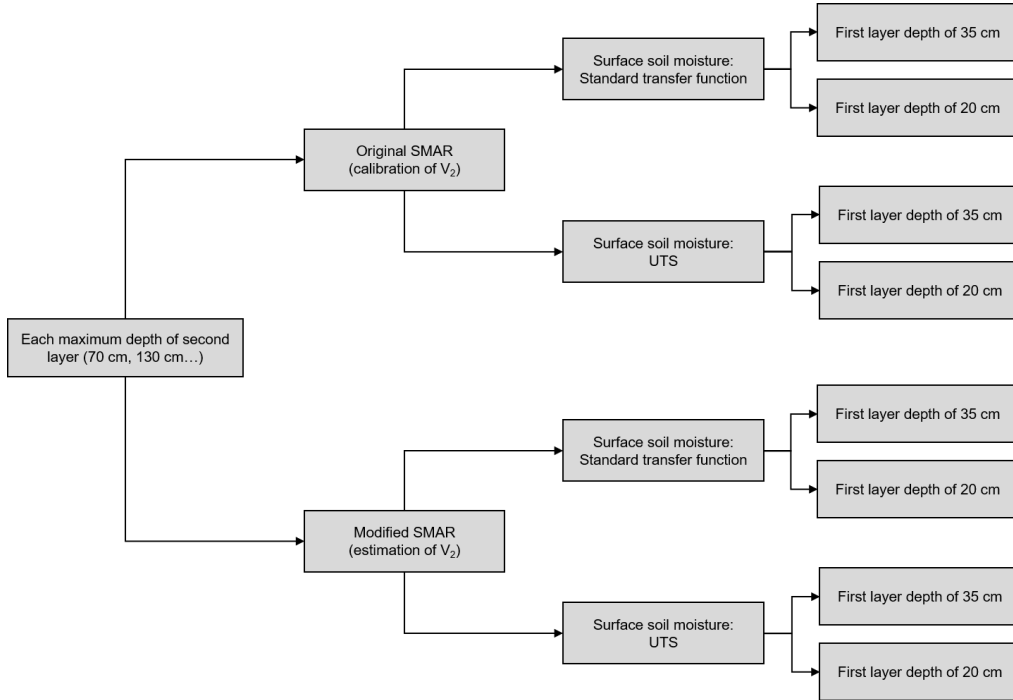 Each maximum depth of second
layer (70 cm, 130 cm…)
Original SMAR
(calibration of V₂)
Surface soil moisture:
Standard transfer function
First layer depth of 35 cm
First layer depth of 20 cm
Surface soil moisture:
UTS
First layer depth of 35 cm
First layer depth of 20 cm
Modified SMAR
(estimation of V₂)
Surface soil moisture:
Standard transfer function
First layer depth of 35 cm
First layer depth of 20 cm
Surface soil moisture:
UTS
First layer depth of 35 cm
First layer depth of 20 cm